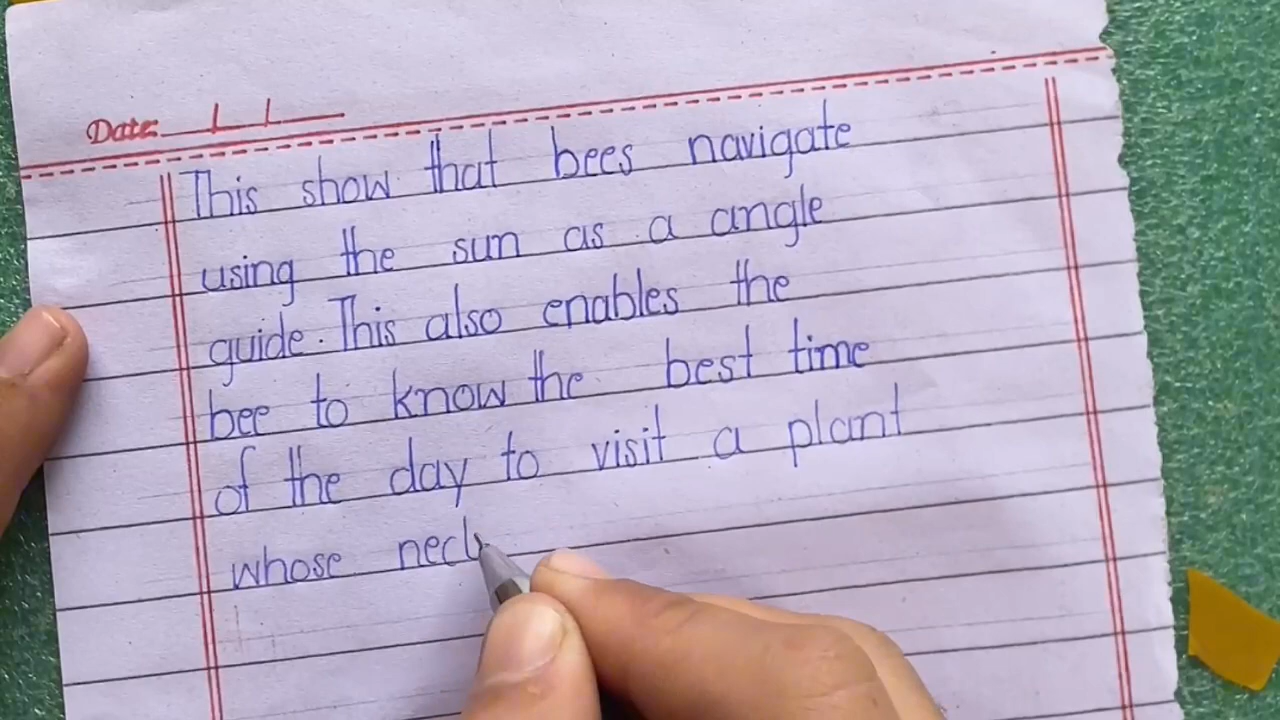 Date:
This show that bees navigate
using the sun as a angle
guide. This also enables the
bee to know the best time
of the day to visit a plant
whose